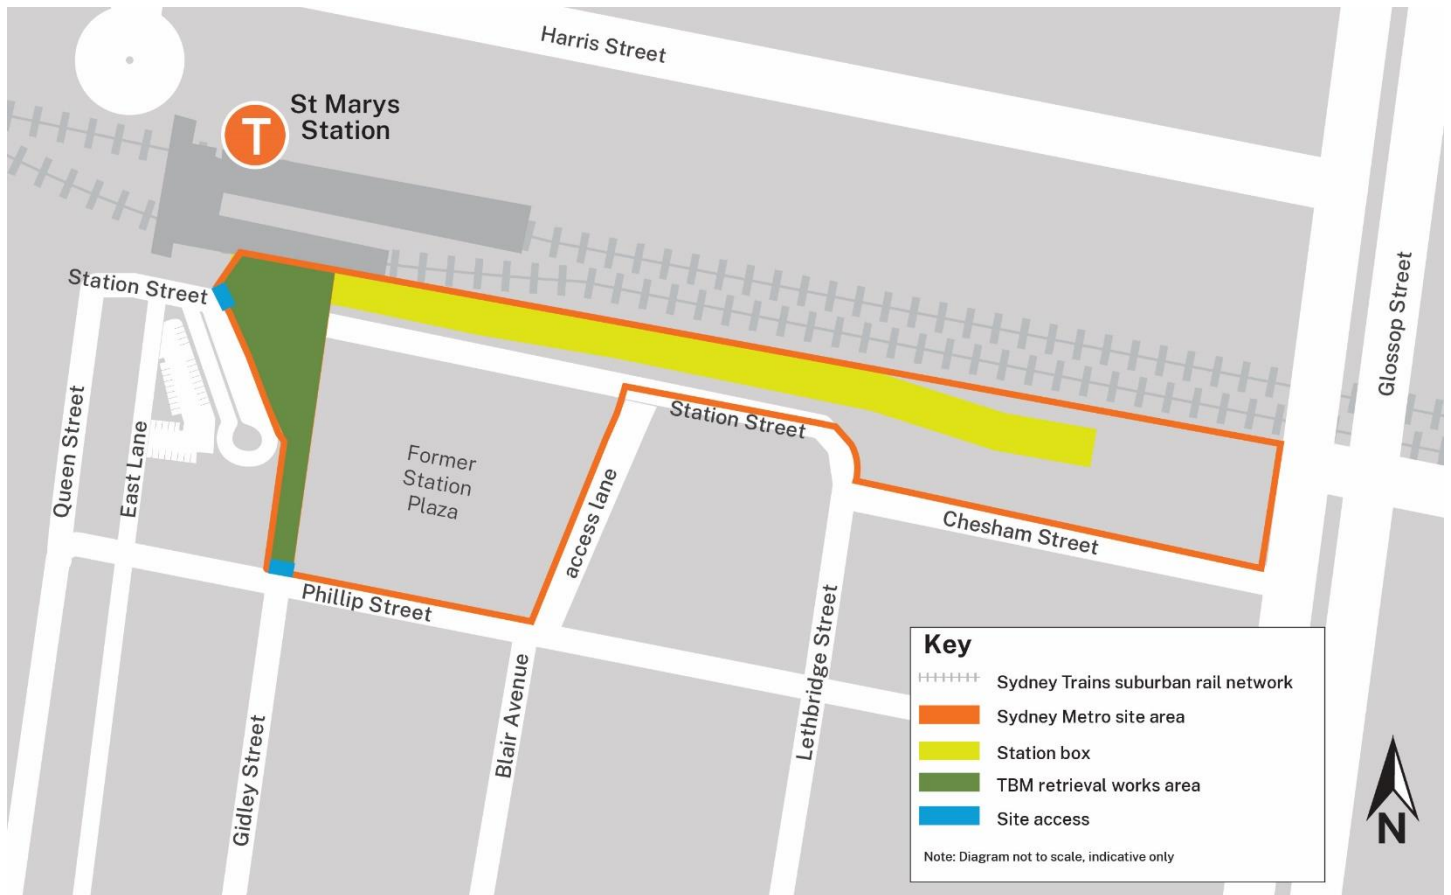 Harris Street
T
St Marys
Station
Station Street
Glossop Street
Queen Street
East Lane
Former
Station
Plaza
access lane
Station Street
Chesham Street
Phillip Street
Gidley Street
Blair Avenue
Lethbridge Street
Key
Sydney Trains suburban rail network
Sydney Metro site area
Station box
TBM retrieval works area
Site access
Note: Diagram not to scale, indicative only
N